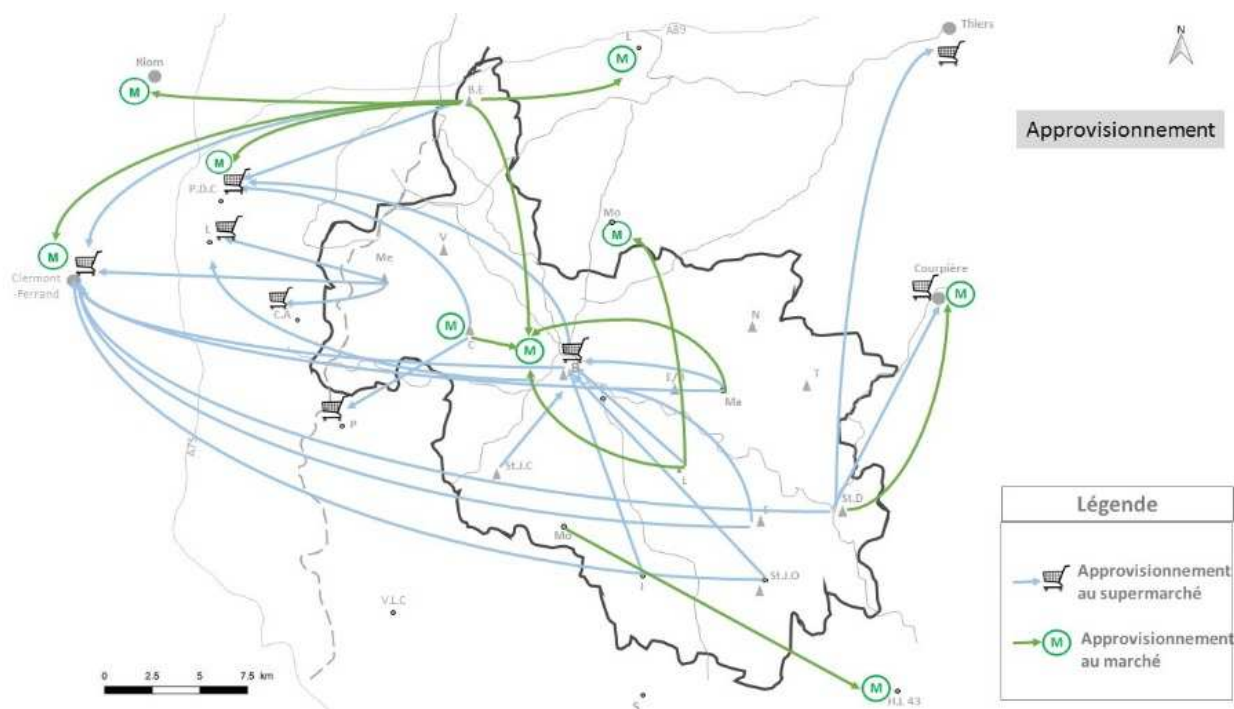 Thiers
A89
L
N
Riom
M
M
B.E
Approvisionnement
M
P.D.C
Mo
M
L
V
M
Clermont
-Ferrand
Me
Courpière
M
C.A
N
M
C
M
B
T
Ma
P
A75
St.J.C
L
St.D
Légende
Mo
F
J
St.J.O
Approvisionnement
au supermarché
V.L.C
M
Approvisionnement
au marché
0 2.5 5 7.5 km
M
H.L 43
S